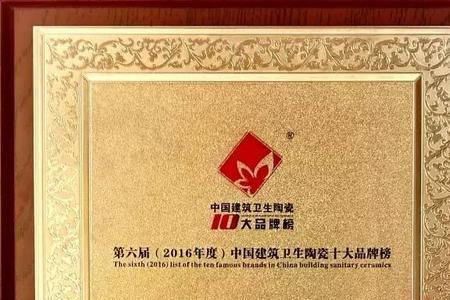 ®
中国建筑卫生陶瓷
10大品牌榜
第六届（2016年度）中国建筑卫生陶瓷十大品牌榜
The sixth (2016) list of the ten famous brands in China building sanitary ceramics